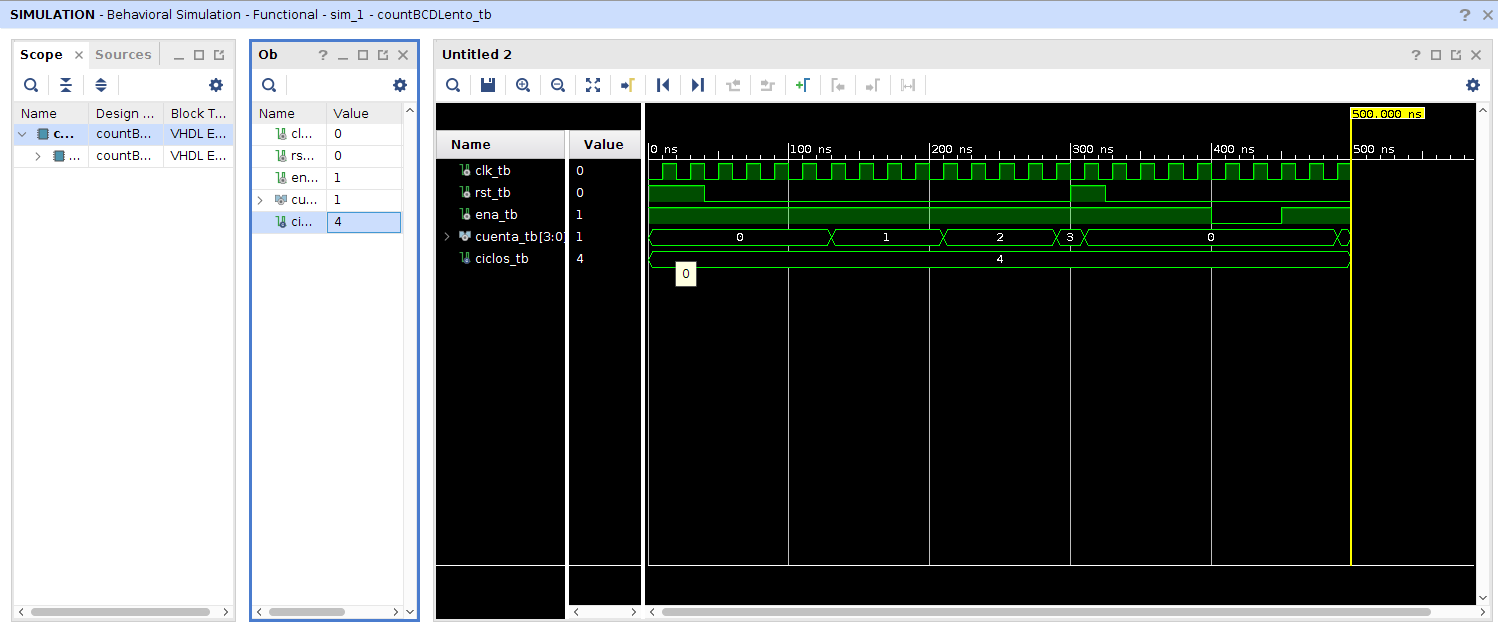 SIMULATION - Behavioral Simulation - Functional - sim_1 - countBCDLento_tb
? ×
Scope × Sources
Name Design ... Block T...
c... countB... VHDL E...
... countB... VHDL E...
Ob ?
Name Value
cl... 0
rs... 0
en... 1
cu... 1
ci... 4
Untitled 2
?
Name Value
clk_tb 0
rst_tb 0
ena_tb 1
cuenta_tb[3:0] 1
ciclos_tb 4
500.000 ns
0 ns 100 ns 200 ns 300 ns 400 ns 500 ns
0 1 2 3 0
4
0